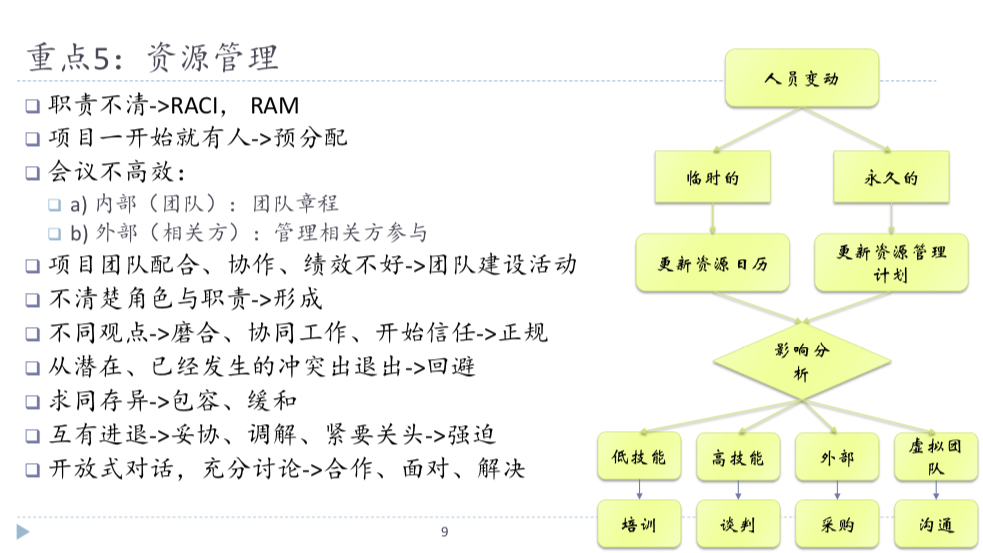 重点5：资源管理
职责不清->RACI， RAM
项目一开始就有人->预分配
会议不高效：
a) 内部（团队）：团队章程
b) 外部（相关方）：管理相关方参与
项目团队配合、协作、绩效不好->团队建设活动
不清楚角色与职责->形成
不同观点->磨合、协同工作、开始信任->正规
从潜在、已经发生的冲突出退出->回避
求同存异->包容、缓和
互有进退->妥协、调解、紧要关头->强迫
开放式对话，充分讨论->合作、面对、解决
人员变动
临时的
永久的
更新资源日历
更新资源管理
计划
影响分
析
低技能
高技能
外部
虚拟团
队
培训
谈判
采购
沟通
9